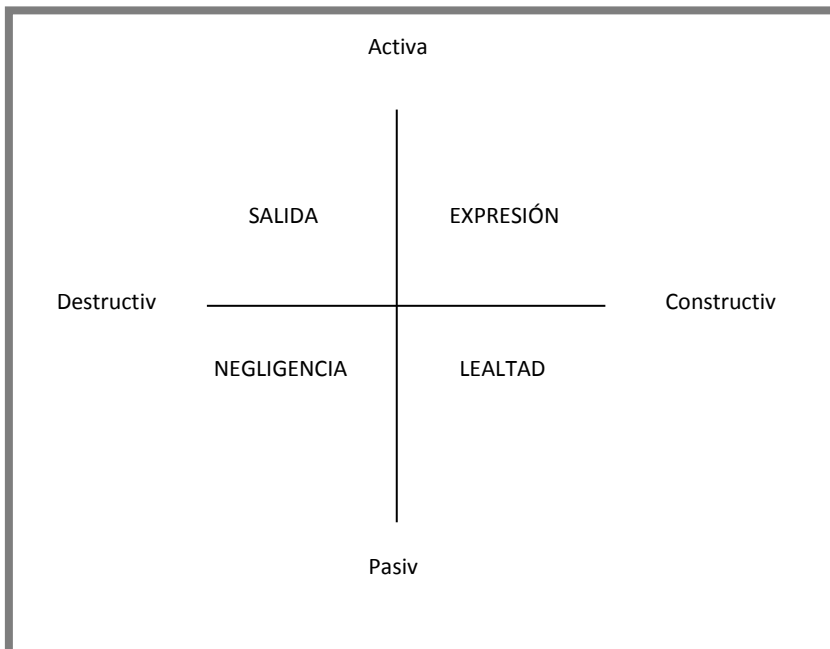 Activa
SALIDA EXPRESIÓN
Destructiv Constructiv
NEGLIGENCIA LEALTAD
Pasiv